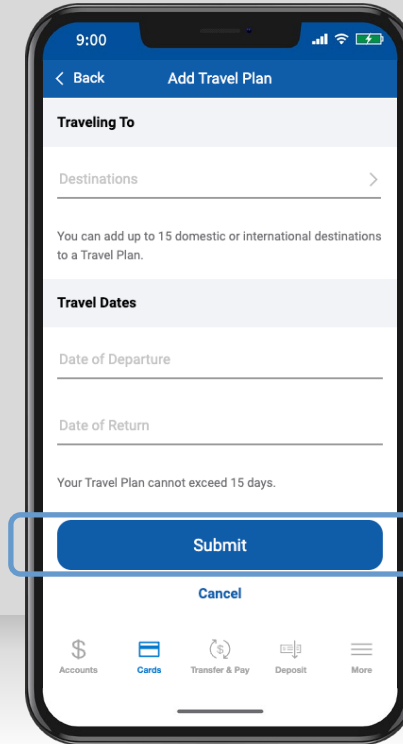 9:00
Back
Add Travel Plan
Traveling To
Destinations
You can add up to 15 domestic or international destinations
to a Travel Plan.
Travel Dates
Date of Departure
Date of Return
Your Travel Plan cannot exceed 15 days.
Submit
Cancel
Accounts
Cards
Transfer & Pay
Deposit
More